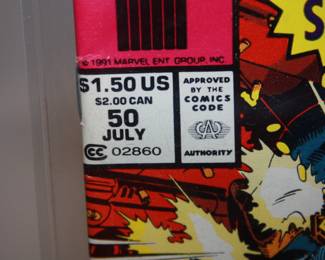 © 1991 MARVEL ENT. GROUP, INC.
$1.50 US
$2.00 CAN
50
JULY
CC 02860
APPROVED
BY THE
COMICS
CODE
CA
AUTHORITY
S